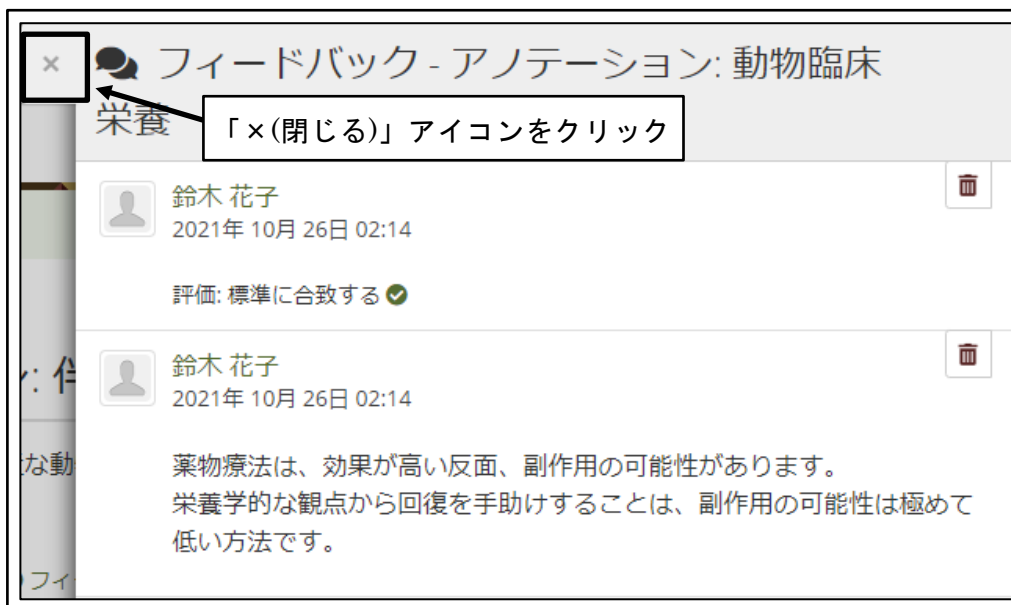 × フィードバック - アノテーション: 動物臨床
栄養
「×(閉じる)」アイコンをクリック
鈴木 花子
2021年 10月 26日 02:14
評価: 標準に合致する
鈴木 花子
2021年 10月 26日 02:14
薬物療法は、効果が高い反面、副作用の可能性があります。
栄養学的な観点から回復を手助けすることは、副作用の可能性は極めて
低い方法です。
: 伴
な動
フィ